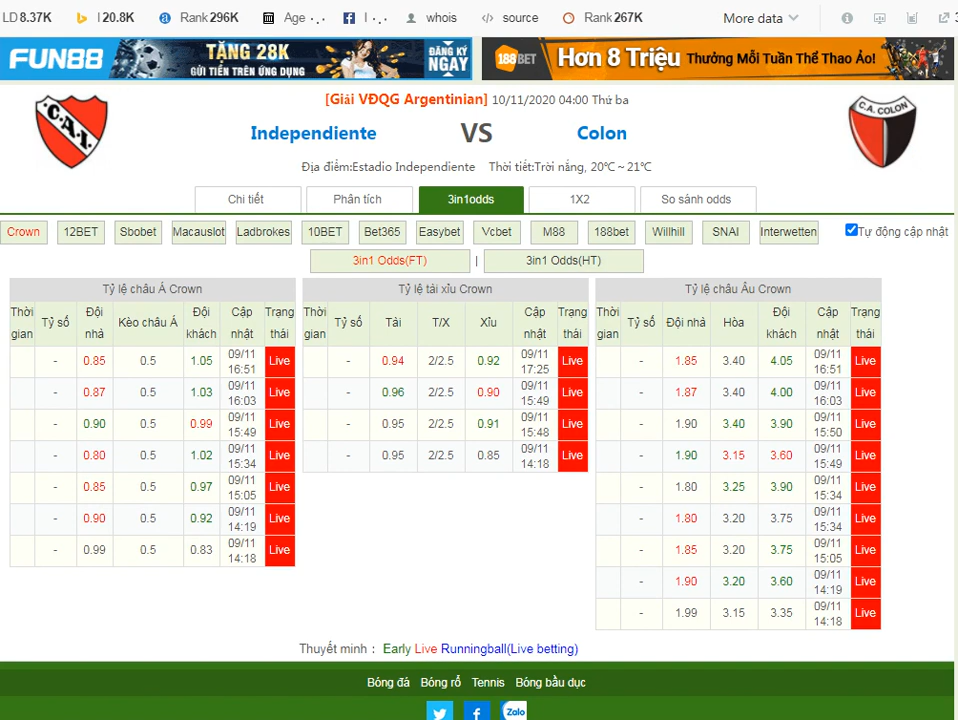 LD 8.37K I 20.8K Rank 296K Age whois source Rank 267K More data
FUN88 TẶNG 28K GỬI TIỀN TRÊN ỨNG DỤNG ĐĂNG KÝ NGAY
188BET Hơn 8 Triệu Thưởng Mỗi Tuần Thể Thao Ảo!
[Giải VĐQG Argentinian] 10/11/2020 04:00 Thứ ba
C.A.I. Independiente VS Colon C.A. COLON
Địa điểm:Estadio Independiente Thời tiết:Trời nắng, 20℃～21℃
Chi tiết Phân tích 3in1odds 1X2 So sánh odds
Crown 12BET Sbobet Macauslot Ladbrokes 10BET Bet365 Easybet Vcbet M88 188bet Willhill SNAI Interwetten Tự động cập nhật
3in1 Odds(FT) | 3in1 Odds(HT)
Tỷ lệ châu Á Crown
Thời gian Tỷ số Đội nhà Kèo châu Á Đội khách Cập nhật Trạng thái
- 0.85 0.5 1.05 09/11 16:51 Live
- 0.87 0.5 1.03 09/11 16:03 Live
- 0.90 0.5 0.99 09/11 15:49 Live
- 0.80 0.5 1.02 09/11 15:34 Live
- 0.85 0.5 0.97 09/11 15:05 Live
- 0.90 0.5 0.92 09/11 14:19 Live
- 0.99 0.5 0.83 09/11 14:18 Live
Tỷ lệ tài xỉu Crown
Thời gian Tỷ số Tài T/X Xỉu Cập nhật Trạng thái
- 0.94 2/2.5 0.92 09/11 17:25 Live
- 0.96 2/2.5 0.90 09/11 15:49 Live
- 0.95 2/2.5 0.91 09/11 15:48 Live
- 0.95 2/2.5 0.85 09/11 14:18 Live
Tỷ lệ châu Âu Crown
Thời gian Tỷ số Đội nhà Hòa Đội khách Cập nhật Trạng thái
- 1.85 3.40 4.05 09/11 16:51 Live
- 1.87 3.40 4.00 09/11 16:03 Live
- 1.90 3.40 3.90 09/11 15:50 Live
- 1.90 3.15 3.60 09/11 15:49 Live
- 1.80 3.25 3.90 09/11 15:34 Live
- 1.80 3.20 3.75 09/11 15:34 Live
- 1.85 3.20 3.75 09/11 15:05 Live
- 1.90 3.20 3.60 09/11 14:19 Live
- 1.99 3.15 3.35 09/11 14:18 Live
Thuyết minh： Early Live Runningball(Live betting)
Bóng đá Bóng rổ Tennis Bóng bầu dục
Zalo